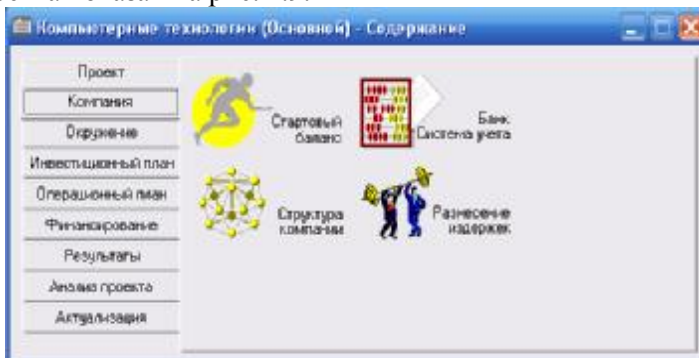 Компьютерные технологии (Основной) - Содержание
Проект
Компания
Окружение
Инвестиционный план
Операционный план
Финансирование
Результаты
Анализ проекта
Актуализация
Стартовый
баланс
Банк
Система учета
Структура
компании
Разнесение
издержек